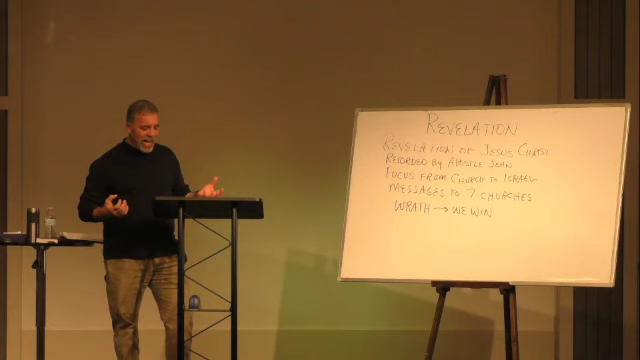 REVELATION
REVELATION OF JESUS CHRIST
RECORDED BY APOSTLE JOHN
FOCUS FROM CHURCH TO ISRAEL
MESSAGES TO 7 CHURCHES
WRATH → WE WIN